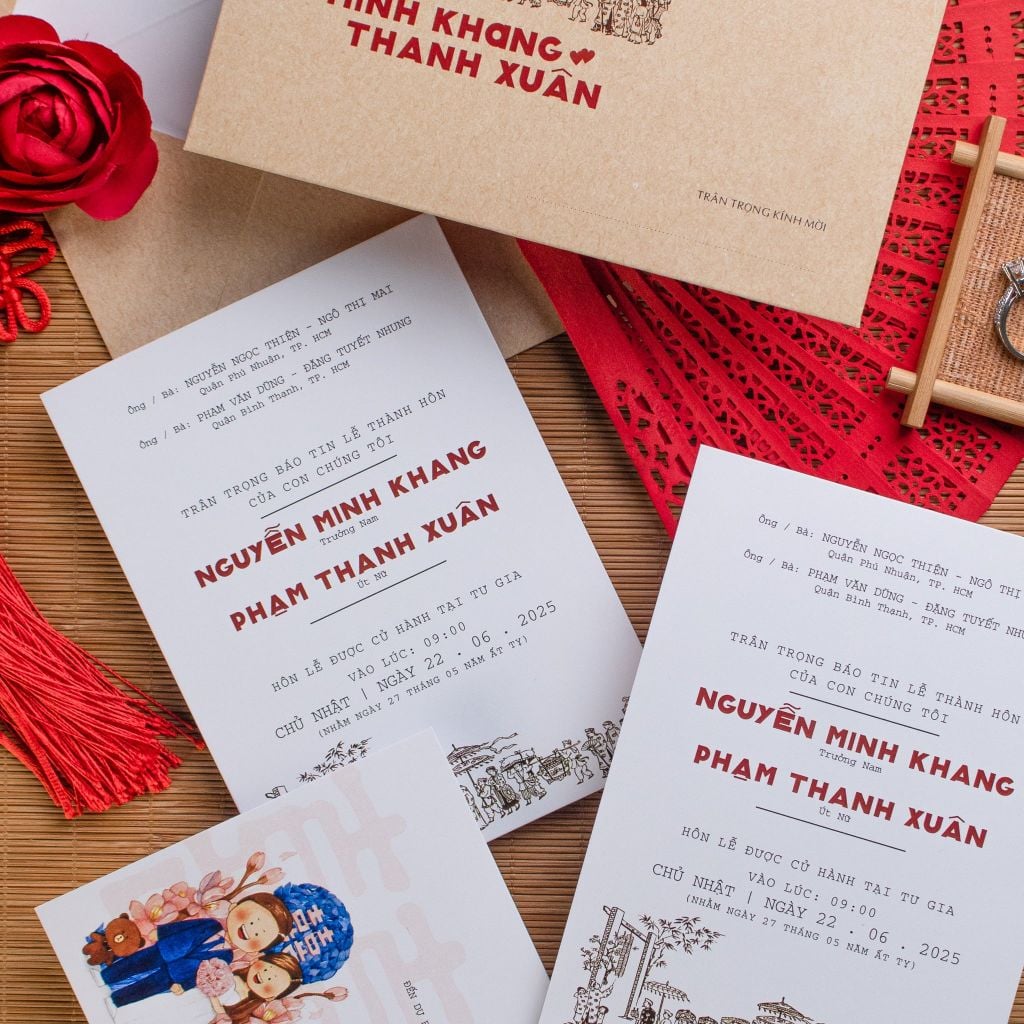 MINH KHANG
THANH XUÂN
TRÂN TRỌNG KÍNH MỜI
Ông / Bà: NGUYỄN NGỌC THIÊN - NGÔ THỊ MAI
Quận Phú Nhuận, TP. HCM
Ông / Bà: PHẠM VĂN DŨNG - ĐẶNG TUYẾT NHUNG
Quận Bình Thạnh, TP. HCM
TRÂN TRỌNG BÁO TIN LỄ THÀNH HÔN
CỦA CON CHÚNG TÔI
NGUYỄN MINH KHANG
Trưởng Nam
PHẠM THANH XUÂN
Út Nữ
HÔN LỄ ĐƯỢC CỬ HÀNH TẠI TƯ GIA
VÀO LÚC: 09:00
CHỦ NHẬT | NGÀY 22 . 06 . 2025
(NHẰM NGÀY 27 THÁNG 05 NĂM ẤT TỴ)
Ông / Bà: NGUYỄN NGỌC THIÊN - NGÔ THỊ
Quận Phú Nhuận, TP. HCM
Ông / Bà: PHẠM VĂN DŨNG - ĐẶNG TUYẾT NHUNG
Quận Bình Thạnh, TP. HCM
TRÂN TRỌNG BÁO TIN LỄ THÀNH HÔN
CỦA CON CHÚNG TÔI
NGUYỄN MINH KHANG
Trưởng Nam
PHẠM THANH XUÂN
Út Nữ
HÔN LỄ ĐƯỢC CỬ HÀNH TẠI TƯ GIA
VÀO LÚC: 09:00
CHỦ NHẬT | NGÀY 22 . 06 . 2025
(NHẰM NGÀY 27 THÁNG 05 NĂM ẤT TỴ)
ĐẾN DỰ